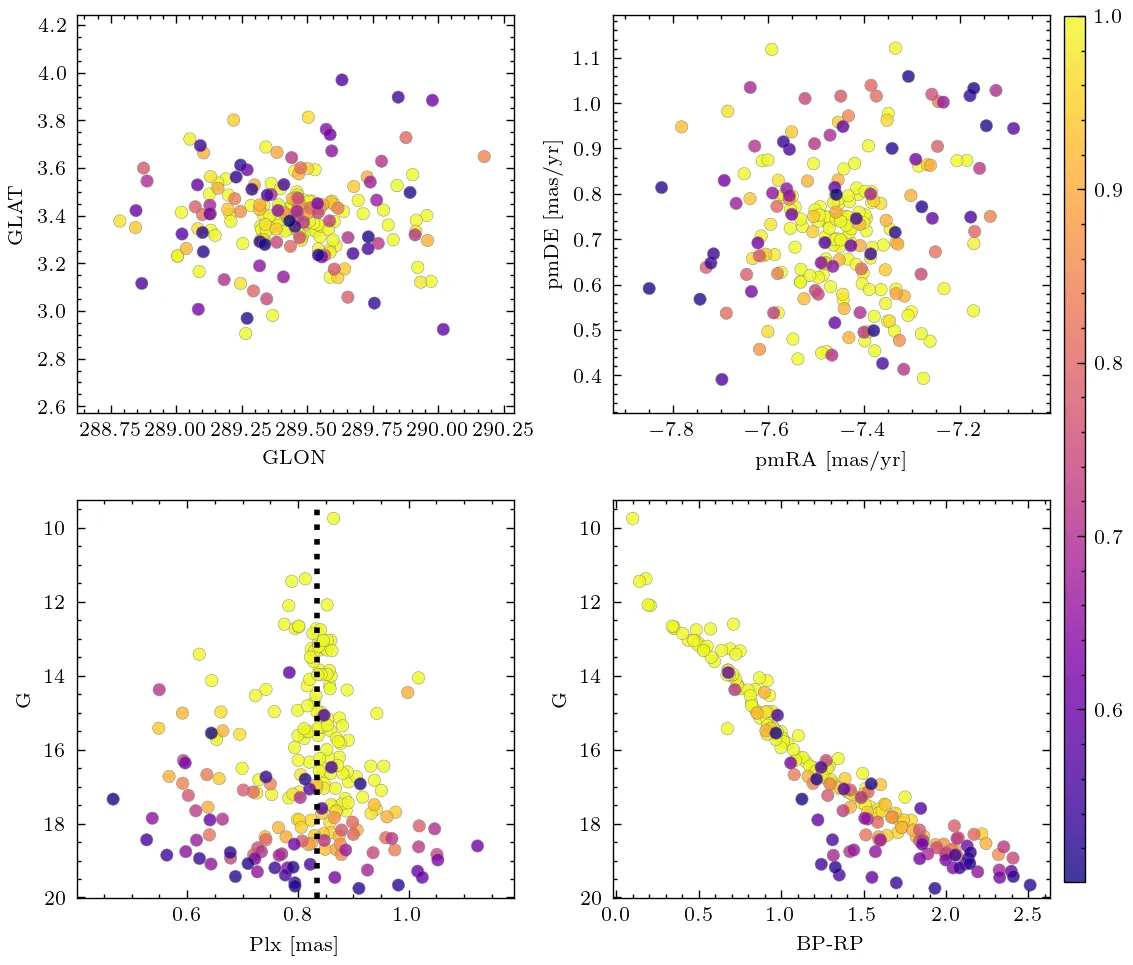 4.2
4.0
3.8
3.6
3.4
3.2
3.0
2.8
2.6
GLAT
288.75 289.00 289.25 289.50 289.75 290.00 290.25
GLON
1.1
1.0
0.9
0.8
0.7
0.6
0.5
0.4
pmDE [mas/yr]
−7.8 −7.6 −7.4 −7.2
pmRA [mas/yr]
1.0
0.9
0.8
0.7
0.6
10
12
14
16
18
20
G
0.6 0.8 1.0
Plx [mas]
10
12
14
16
18
20
G
0.0 0.5 1.0 1.5 2.0 2.5
BP-RP